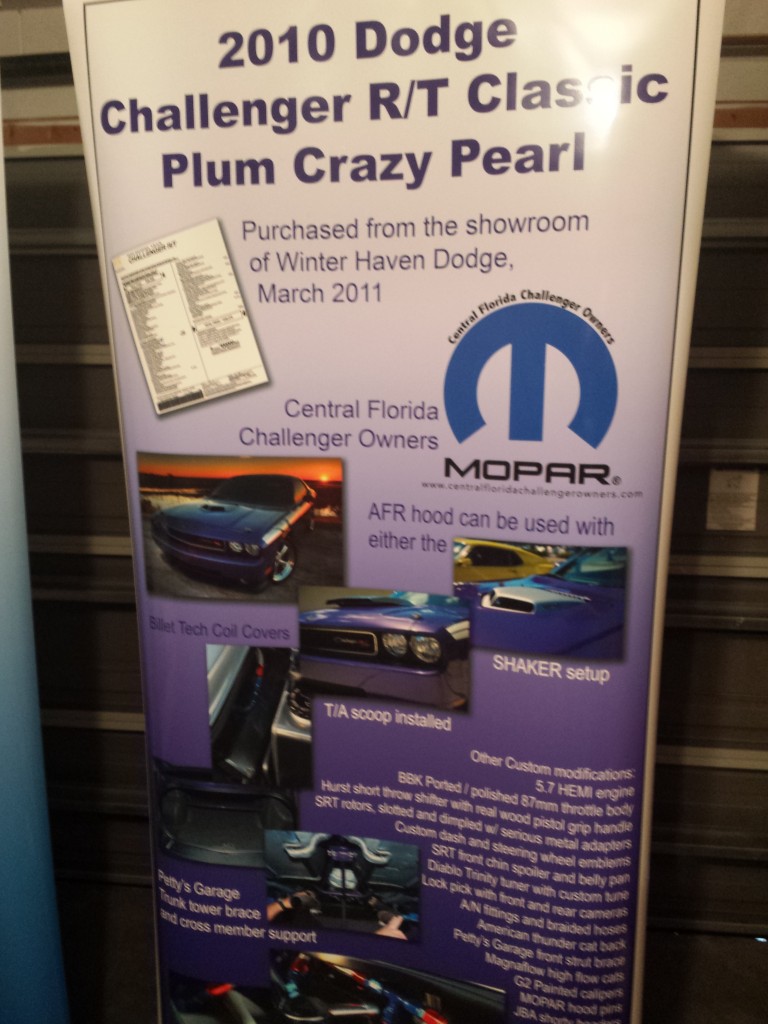 2010 Dodge
Challenger R/T Classic
Plum Crazy Pearl
Purchased from the showroom
of Winter Haven Dodge,
March 2011
CHALLENGER R/T
Central Florida Challenger Owners
Central Florida
Challenger Owners
MOPAR®
www.centralfloridachallengerowners.com
AFR hood can be used with
either the
Billet Tech Coil Covers
SHAKER setup
T/A scoop installed
Other Custom modifications:
5.7 HEMI engine
BBK Ported / polished 87mm throttle body
Hurst short throw shifter with real wood pistol grip handle
SRT rotors, slotted and dimpled w/ serious metal adapters
Custom dash and steering wheel emblems
SRT front chin spoiler and belly pan
Diablo Trinity tuner with custom tune
Lock pick with front and rear cameras
A/N fittings and braided hoses
American thunder cat back
Petty's Garage front strut brace
Magnaflow high flow cats
G2 Painted calipers
MOPAR hood pins
JBA
Petty's Garage
Trunk tower brace
and cross member support